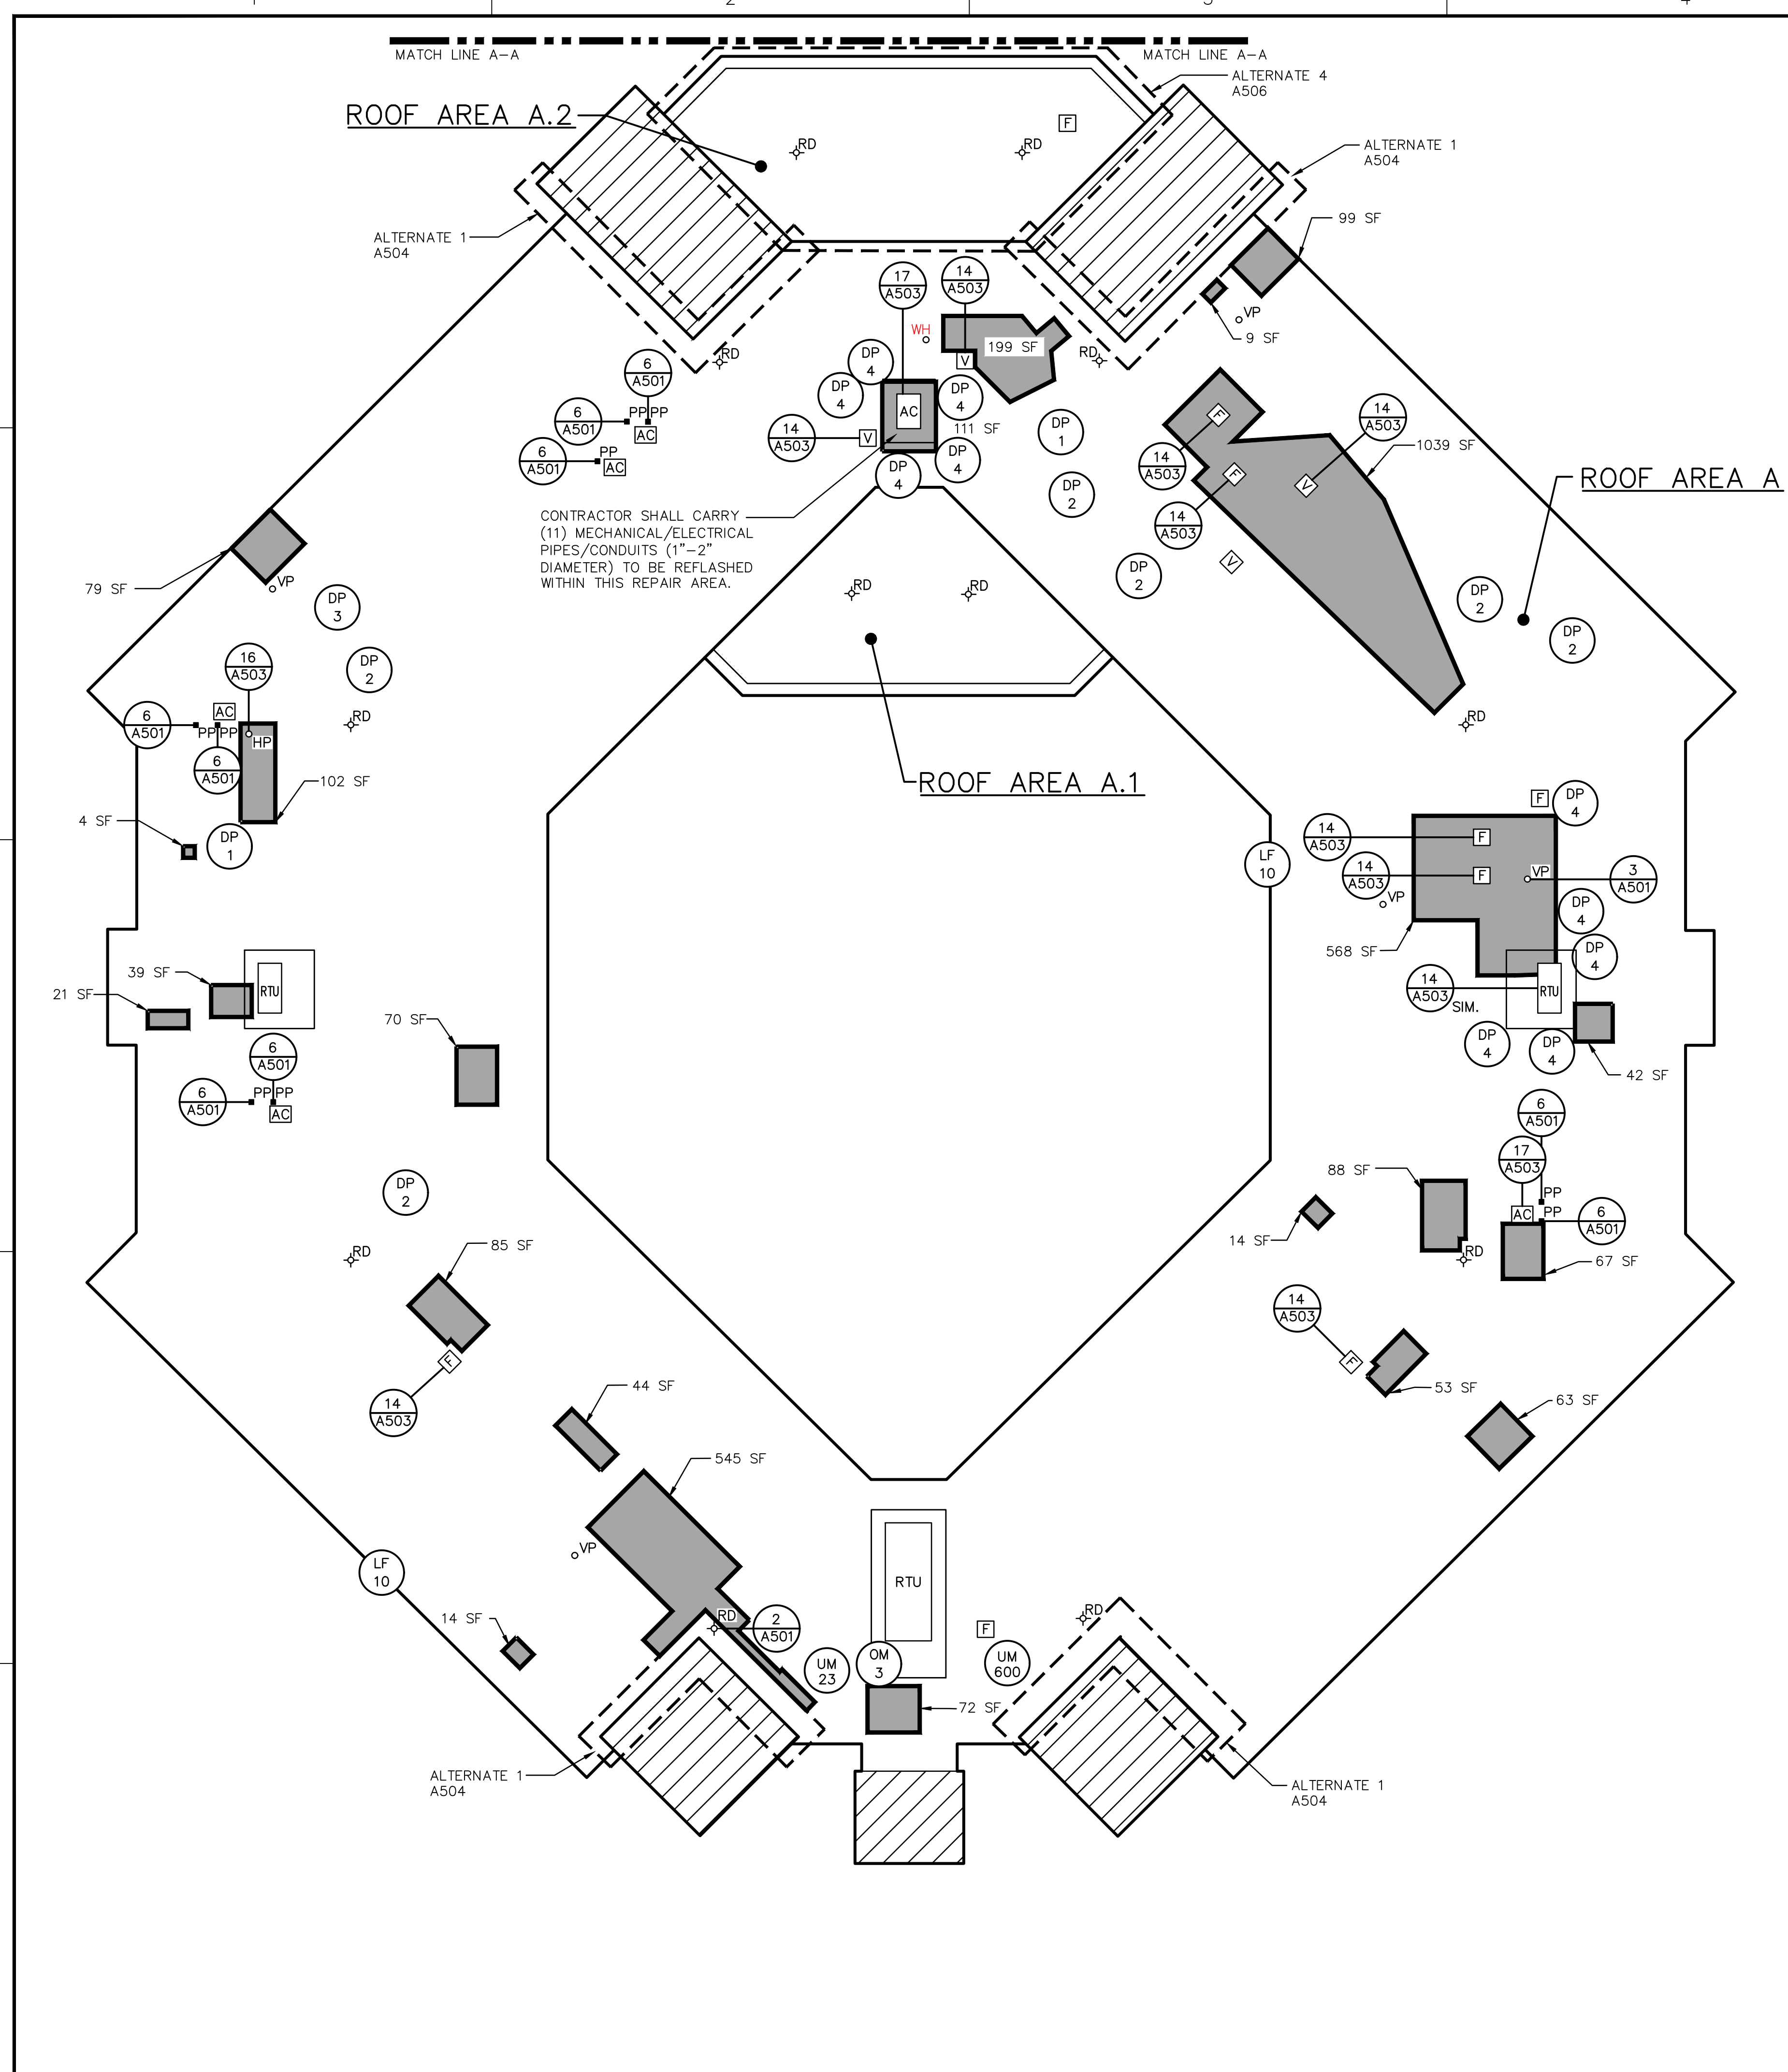 MATCH LINE A-A
MATCH LINE A-A
ALTERNATE 4
A506
ROOF AREA A.2
F
RD
RD
ALTERNATE 1
A504
99 SF
ALTERNATE 1
A504
17
A503
14
A503
VP
WH
9 SF
199 SF
RD
RD
V
DP
4
6
A501
DP
4
DP
4
AC
14
A503
PP PP
6
A501
F
1039 SF
111 SF
DP
1
14
A503
V
AC
PP
6
A501
AC
DP
4
DP
4
14
A503
F
V
ROOF AREA A
DP
2
14
A503
CONTRACTOR SHALL CARRY
(11) MECHANICAL/ELECTRICAL
PIPES/CONDUITS (1"-2"
DIAMETER) TO BE REFLASHED
WITHIN THIS REPAIR AREA.
V
DP
2
79 SF
VP
RD
RD
DP
3
DP
2
DP
2
16
A503
DP
2
AC
6
A501
PP PP
HP
RD
RD
6
A501
102 SF
ROOF AREA A.1
F
DP
4
4 SF
DP
1
14
A503
F
LF
10
14
A503
F
VP
3
A501
VP
DP
4
568 SF
DP
4
39 SF
21 SF
RTU
14
A503
SIM.
RTU
70 SF
DP
4
DP
4
42 SF
6
A501
6
A501
PP PP
AC
6
A501
17
A503
88 SF
DP
2
PP
AC
PP
6
A501
14 SF
85 SF
RD
RD
67 SF
14
A503
F
F
44 SF
53 SF
63 SF
14
A503
545 SF
VP
LF
10
RTU
14 SF
RD
2
A501
F
RD
UM
23
OM
3
UM
600
72 SF
ALTERNATE 1
A504
ALTERNATE 1
A504